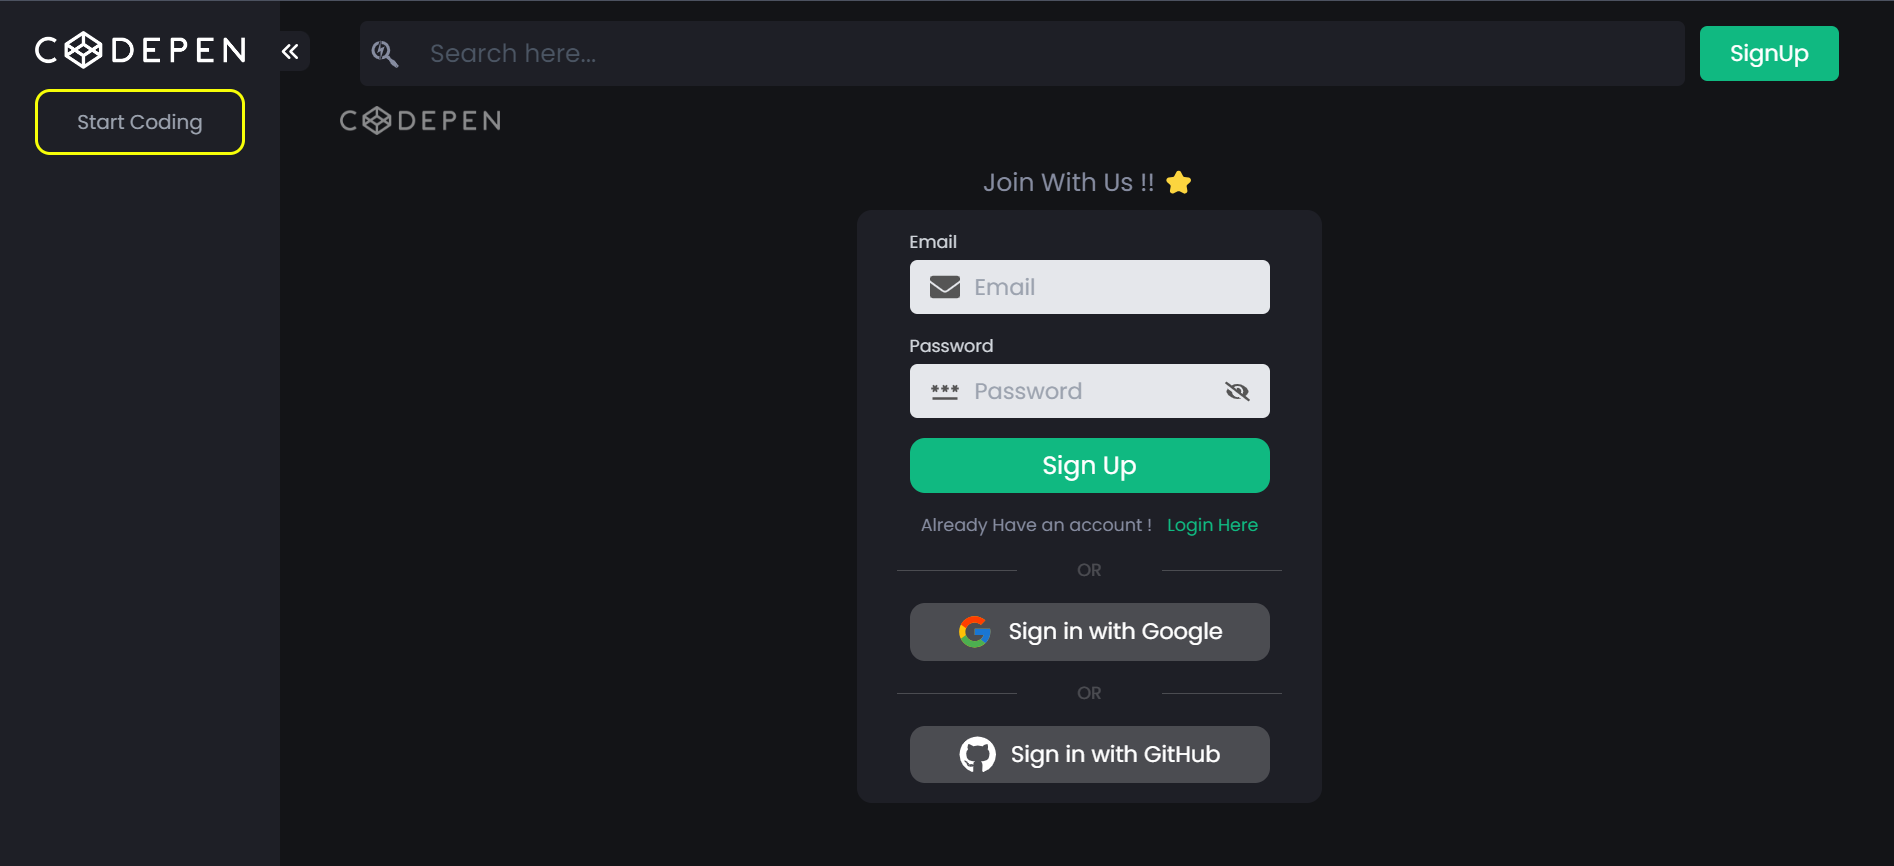 CODEPEN
Start Coding
Search here...
SignUp
CODEPEN
Join With Us !!
Email
Email
Password
*** Password
Sign Up
Already Have an account ! Login Here
OR
Sign in with Google
OR
Sign in with GitHub